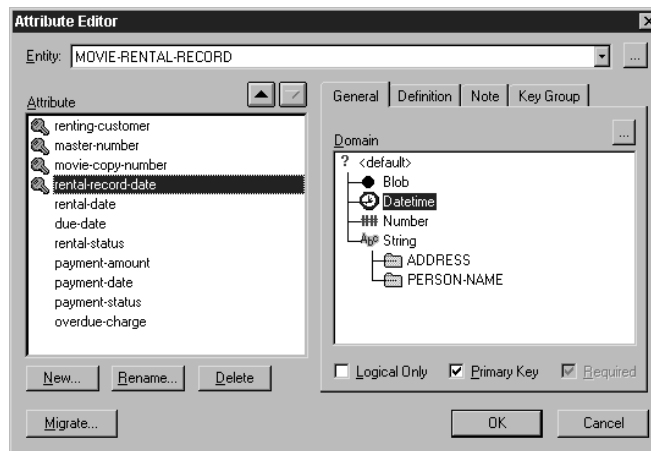 Attribute Editor
Entity: MOVIE-RENTAL-RECORD ...
Attribute
renting-customer
master-number
movie-copy-number
rental-record-date
rental-date
due-date
rental-status
payment-amount
payment-date
payment-status
overdue-charge
New... Rename... Delete
Migrate...
General Definition Note Key Group
Domain ...
? <default>
Blob
Datetime
Number
String
ADDRESS
PERSON-NAME
Logical Only Primary Key Required
OK Cancel